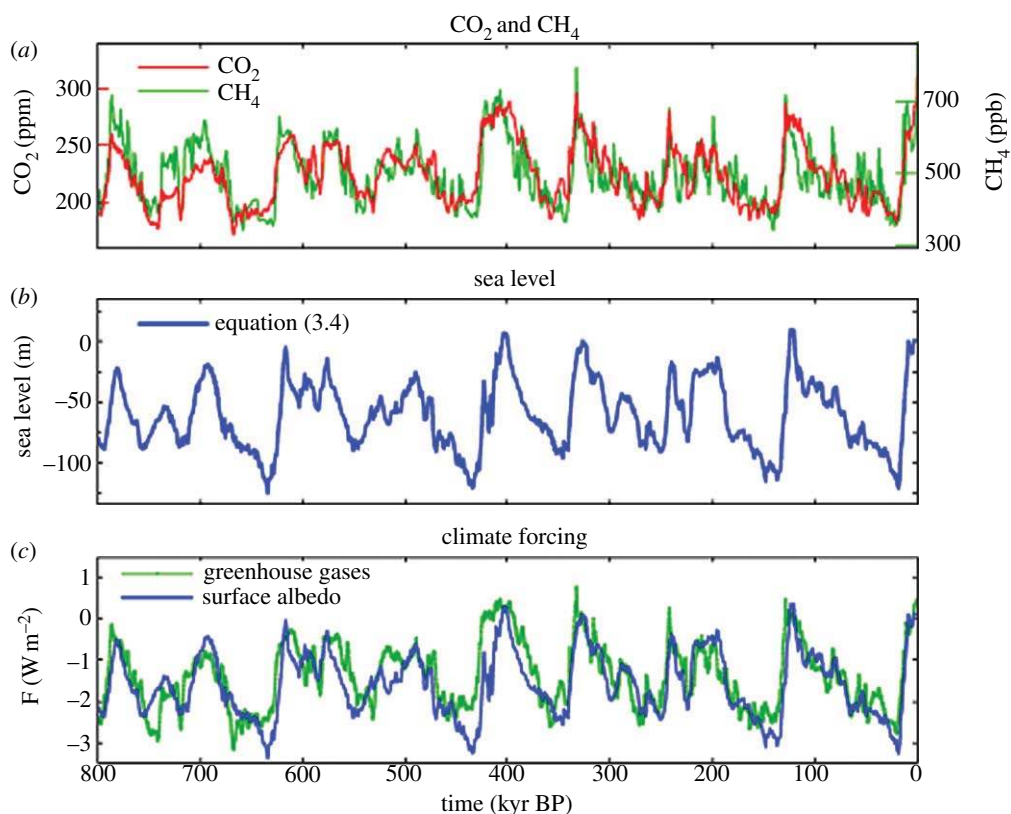 CO2 and CH4
(a)
CO2
CH4
CO2 (ppm)
300
250
200
700
500
300
CH4 (ppb)
sea level
(b)
equation (3.4)
sea level (m)
0
–50
–100
climate forcing
(c)
greenhouse gases
surface albedo
F (W m–2)
1
0
–1
–2
–3
800 700 600 500 400 300 200 100 0
time (kyr BP)